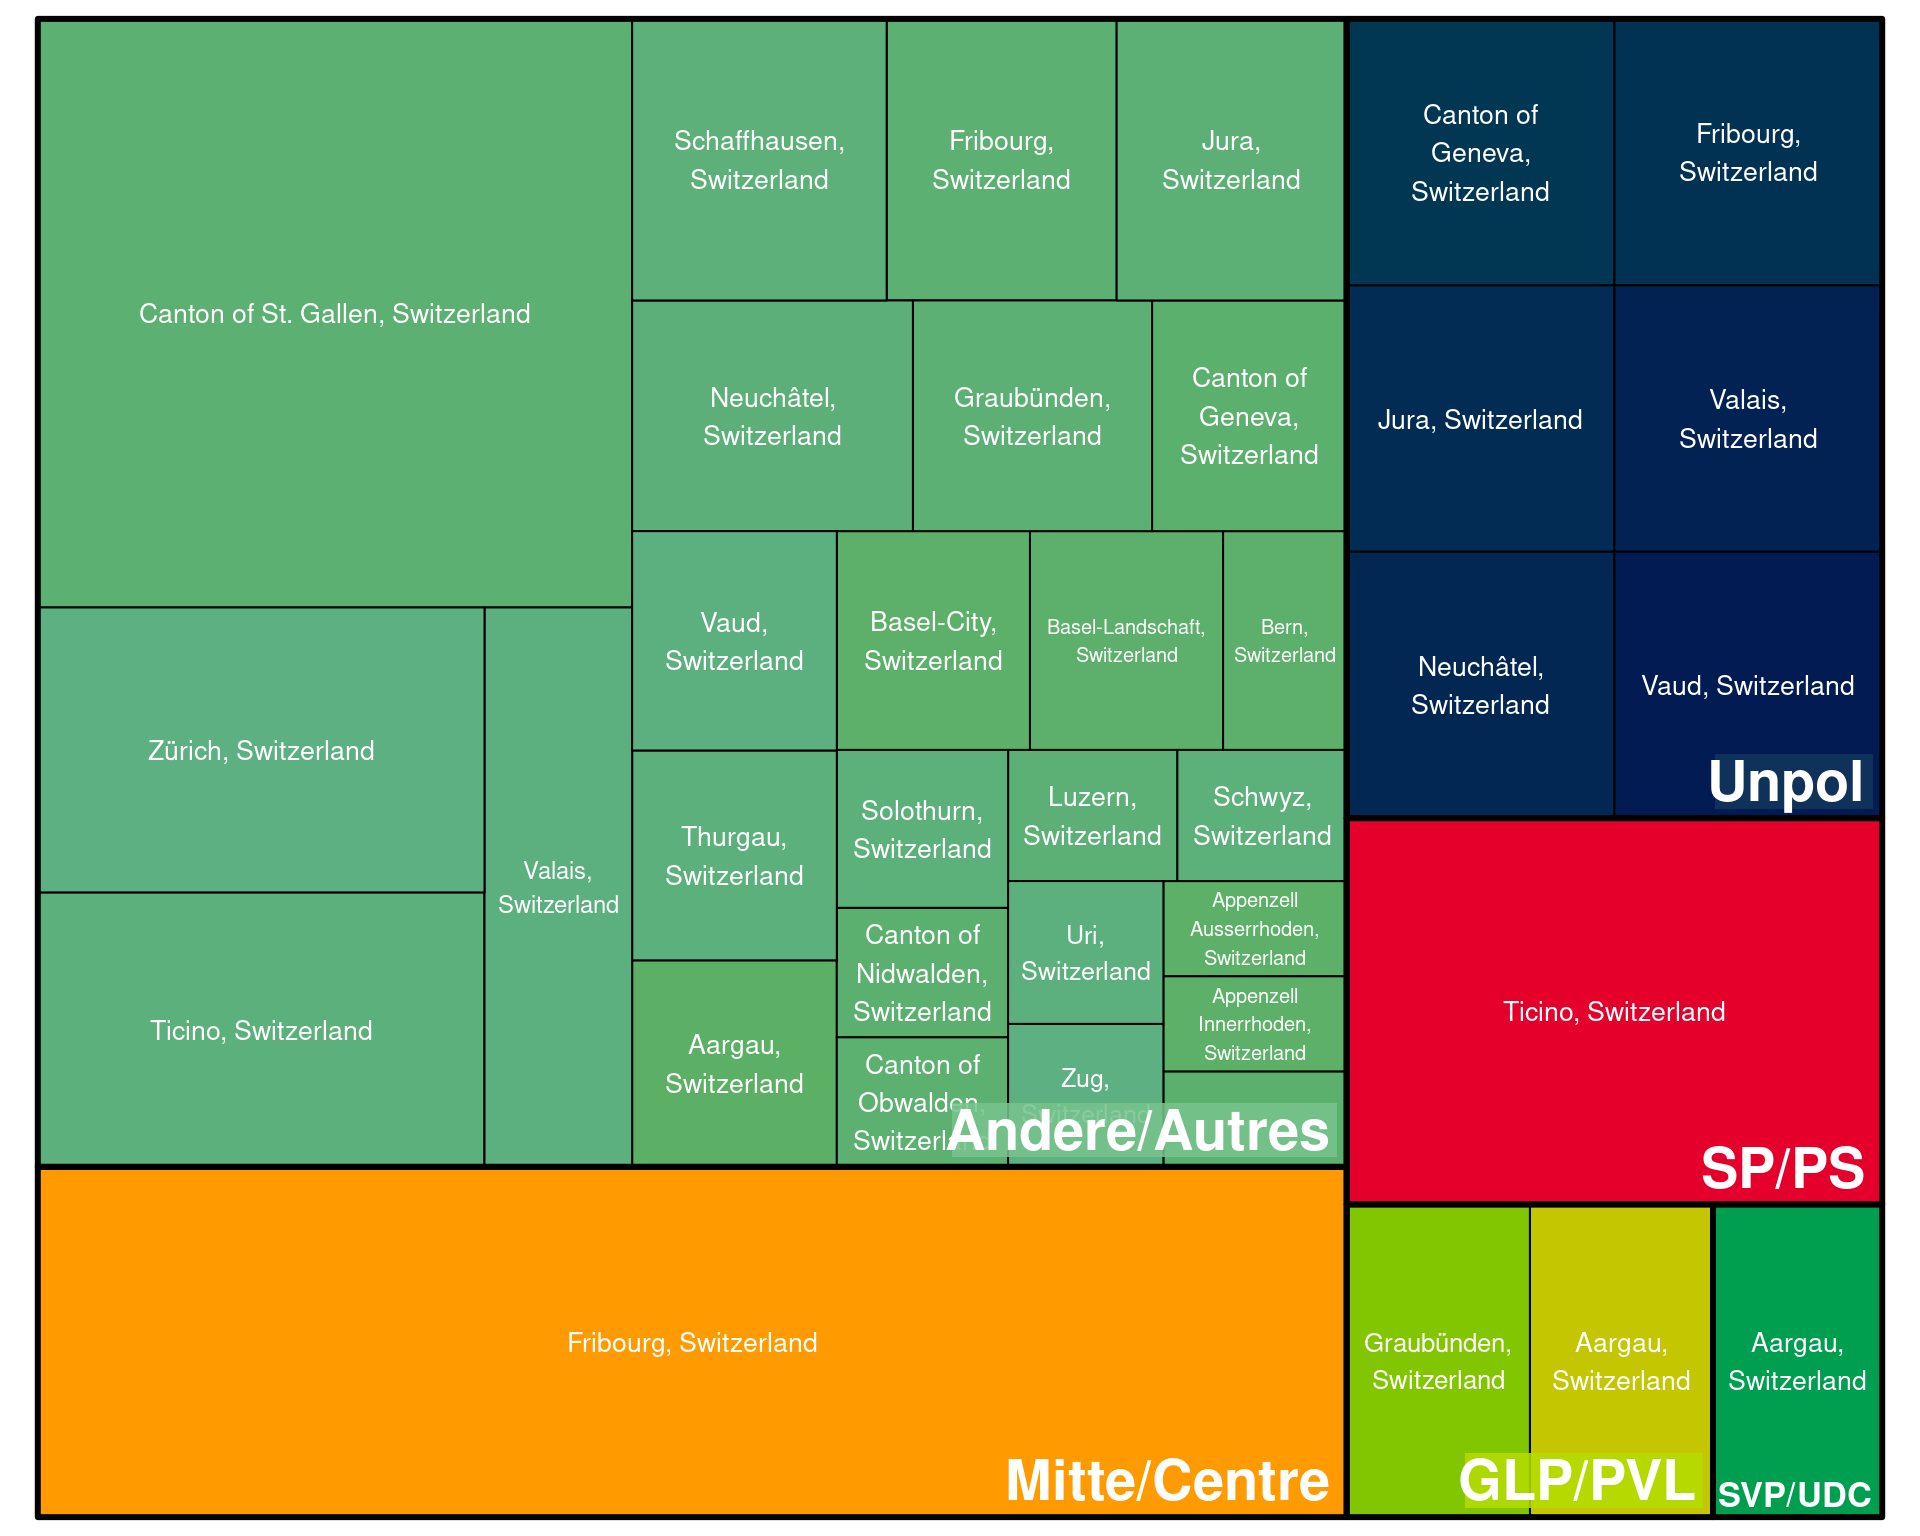 Canton of St. Gallen, Switzerland
Schaffhausen,
Switzerland
Fribourg,
Switzerland
Jura,
Switzerland
Neuchâtel,
Switzerland
Graubünden,
Switzerland
Canton of
Geneva,
Switzerland
Vaud,
Switzerland
Basel-City,
Switzerland
Basel-Landschaft,
Switzerland
Bern,
Switzerland
Zürich, Switzerland
Valais,
Switzerland
Ticino, Switzerland
Thurgau,
Switzerland
Aargau,
Switzerland
Solothurn,
Switzerland
Luzern,
Switzerland
Schwyz,
Switzerland
Canton of
Nidwalden,
Switzerland
Uri,
Switzerland
Appenzell
Ausserrhoden,
Switzerland
Appenzell
Innerrhoden,
Switzerland
Canton of
Obwalden,
Switzerland
Zug,
Switzerland
Andere/Autres
Fribourg, Switzerland
Mitte/Centre
Canton of
Geneva,
Switzerland
Fribourg,
Switzerland
Jura, Switzerland
Valais,
Switzerland
Neuchâtel,
Switzerland
Vaud, Switzerland
Unpol
Ticino, Switzerland
SP/PS
Graubünden,
Switzerland
Aargau,
Switzerland
GLP/PVL
Aargau,
Switzerland
SVP/UDC